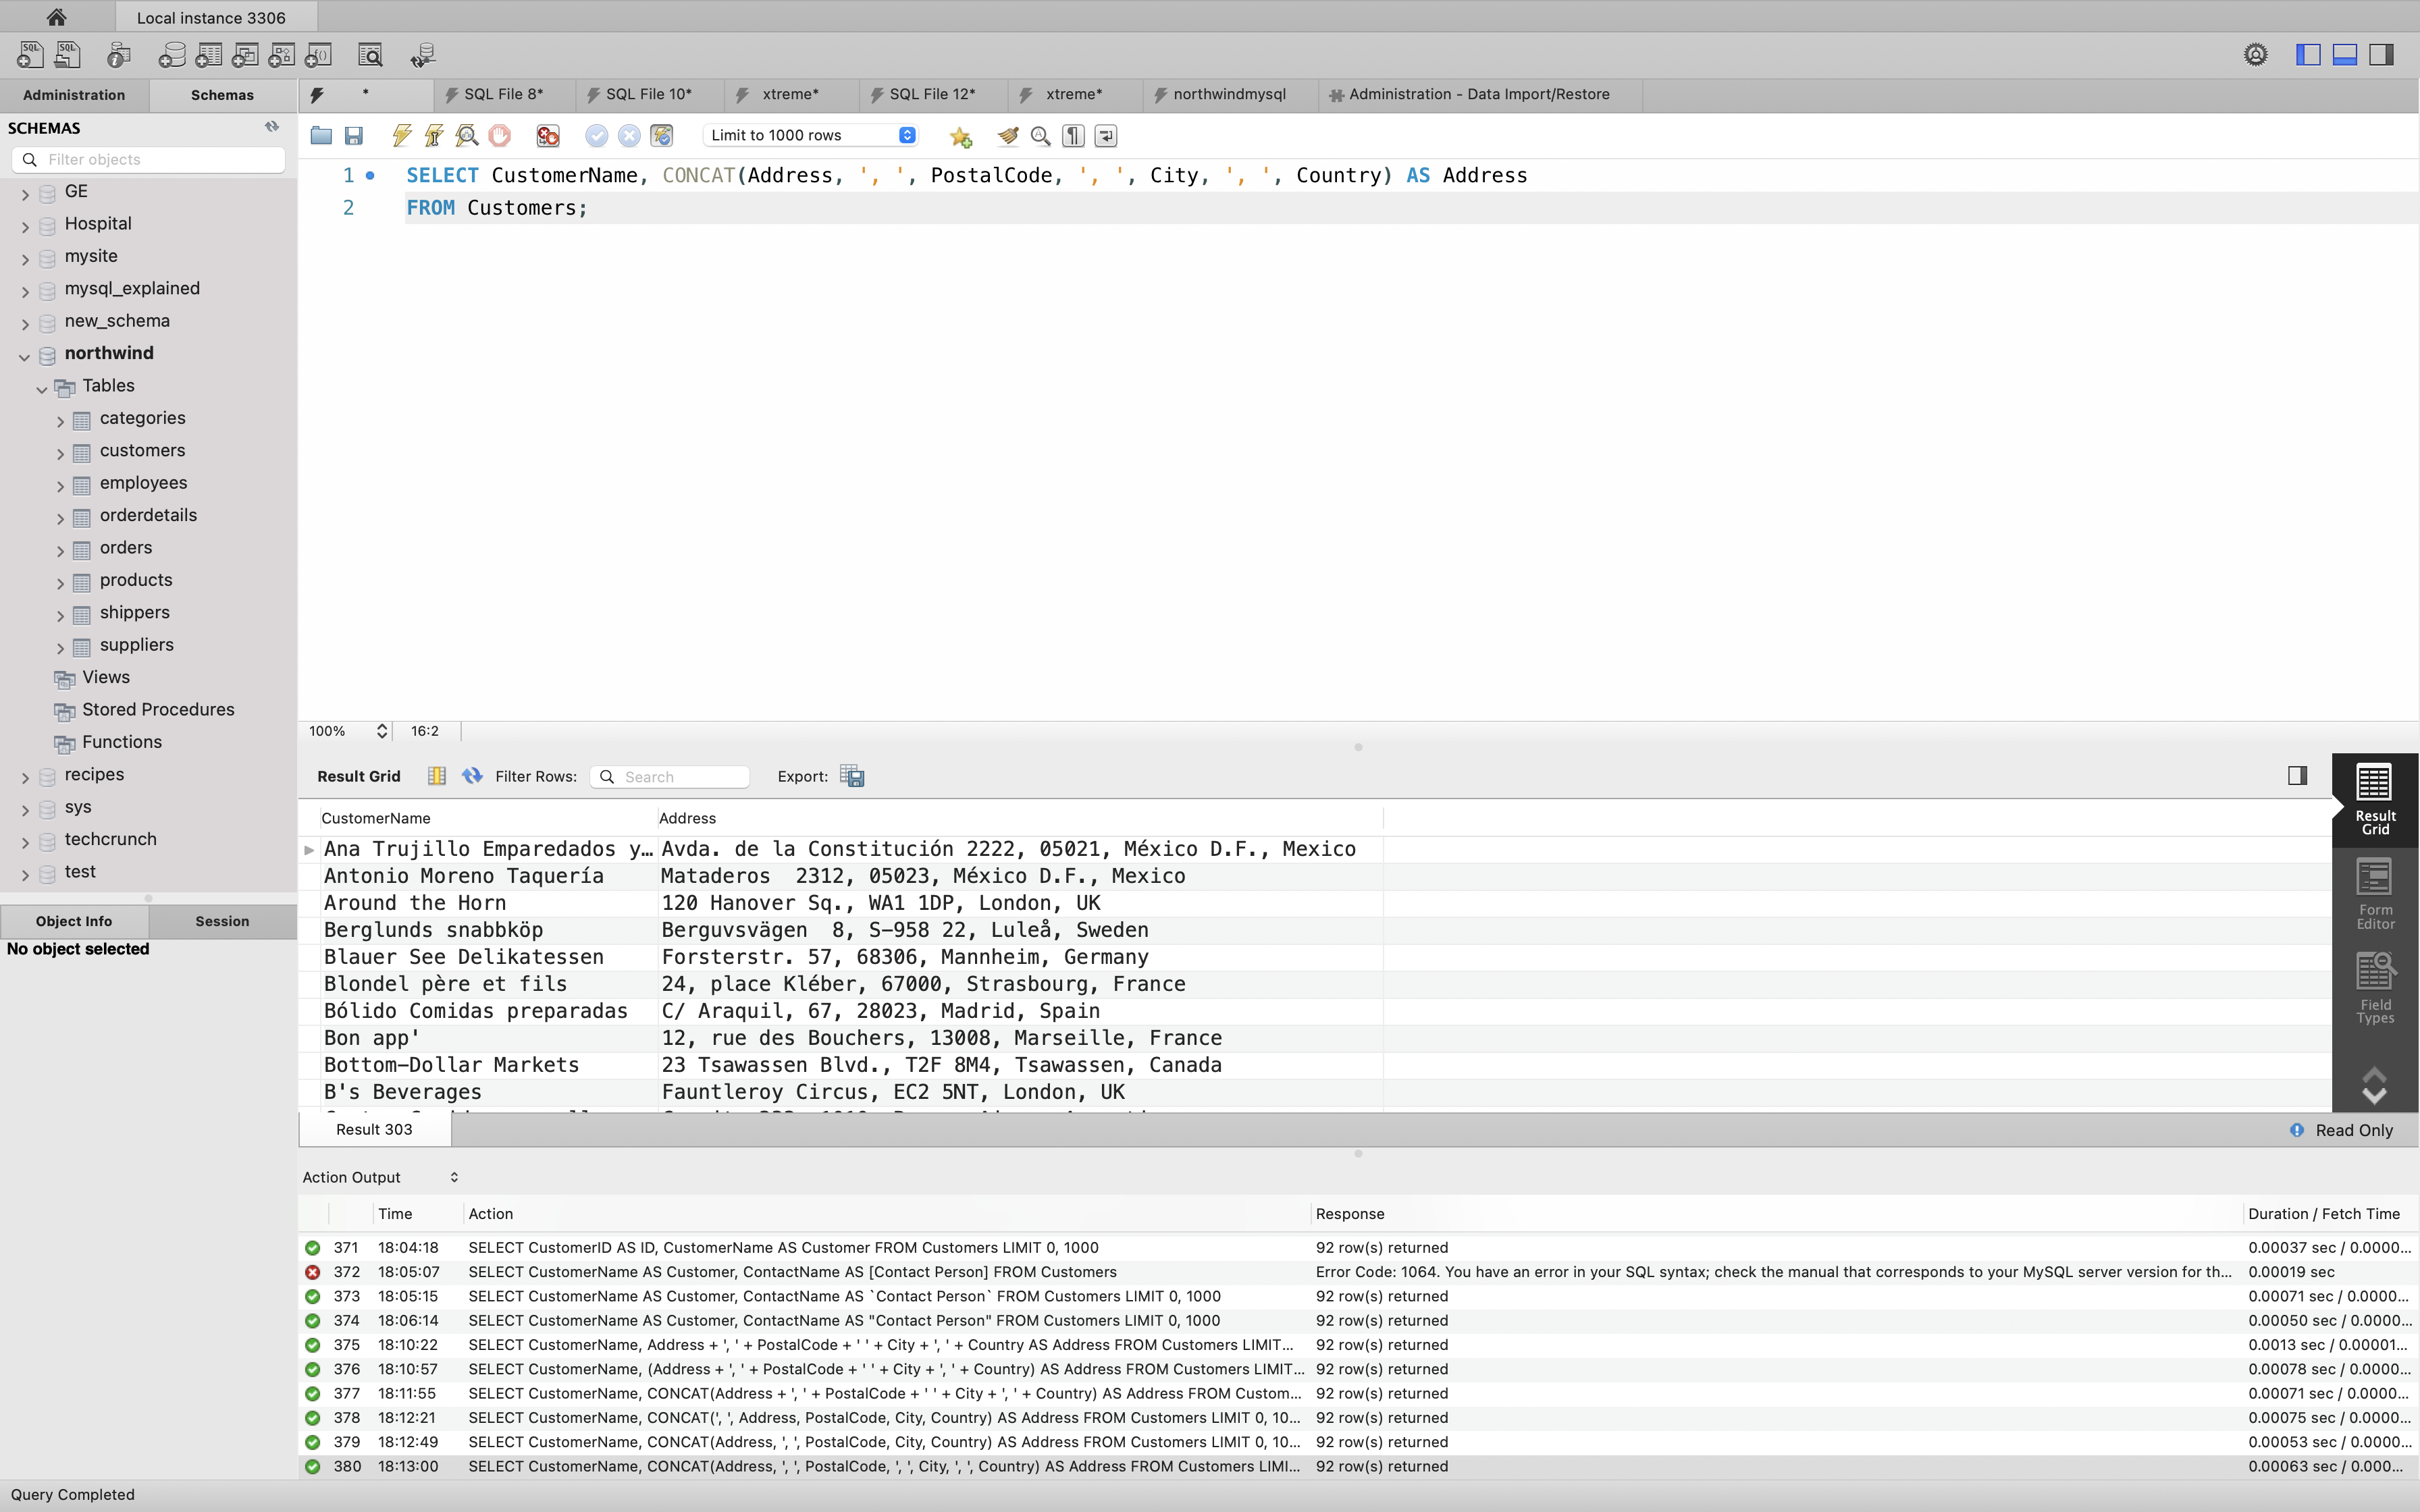 Local instance 3306
Administration
Schemas
*
SQL File 8*
SQL File 10*
xtreme*
SQL File 12*
xtreme*
northwindmysql
Administration - Data Import/Restore
SCHEMAS
Filter objects
Limit to 1000 rows
1 SELECT CustomerName, CONCAT(Address, ', ', PostalCode, ', ', City, ', ', Country) AS Address
2 FROM Customers;
GE
Hospital
mysite
mysql_explained
new_schema
northwind
Tables
categories
customers
employees
orderdetails
orders
products
shippers
suppliers
Views
Stored Procedures
Functions
recipes
sys
techcrunch
test
Object Info
Session
No object selected
100%
16:2
Result Grid
Filter Rows:
Search
Export:
CustomerName Address
Ana Trujillo Emparedados y… Avda. de la Constitución 2222, 05021, México D.F., Mexico
Antonio Moreno Taquería Mataderos  2312, 05023, México D.F., Mexico
Around the Horn 120 Hanover Sq., WA1 1DP, London, UK
Berglunds snabbköp Berguvsvägen  8, S-958 22, Luleå, Sweden
Blauer See Delikatessen Forsterstr. 57, 68306, Mannheim, Germany
Blondel père et fils 24, place Kléber, 67000, Strasbourg, France
Bólido Comidas preparadas C/ Araquil, 67, 28023, Madrid, Spain
Bon app' 12, rue des Bouchers, 13008, Marseille, France
Bottom-Dollar Markets 23 Tsawassen Blvd., T2F 8M4, Tsawassen, Canada
B's Beverages Fauntleroy Circus, EC2 5NT, London, UK
Result
Grid
Form
Editor
Field
Types
Result 303
Read Only
Action Output
Time Action Response Duration / Fetch Time
371 18:04:18 SELECT CustomerID AS ID, CustomerName AS Customer FROM Customers LIMIT 0, 1000 92 row(s) returned 0.00037 sec / 0.0000...
372 18:05:07 SELECT CustomerName AS Customer, ContactName AS [Contact Person] FROM Customers Error Code: 1064. You have an error in your SQL syntax; check the manual that corresponds to your MySQL server version for th... 0.00019 sec
373 18:05:15 SELECT CustomerName AS Customer, ContactName AS `Contact Person` FROM Customers LIMIT 0, 1000 92 row(s) returned 0.00071 sec / 0.0000...
374 18:06:14 SELECT CustomerName AS Customer, ContactName AS "Contact Person" FROM Customers LIMIT 0, 1000 92 row(s) returned 0.00050 sec / 0.0000...
375 18:10:22 SELECT CustomerName, Address + ', ' + PostalCode + ' ' + City + ', ' + Country AS Address FROM Customers LIMIT... 92 row(s) returned 0.0013 sec / 0.00001...
376 18:10:57 SELECT CustomerName, (Address + ', ' + PostalCode + ' ' + City + ', ' + Country) AS Address FROM Customers LIMIT... 92 row(s) returned 0.00078 sec / 0.0000...
377 18:11:55 SELECT CustomerName, CONCAT(Address + ', ' + PostalCode + ' ' + City + ', ' + Country) AS Address FROM Custom... 92 row(s) returned 0.00071 sec / 0.0000...
378 18:12:21 SELECT CustomerName, CONCAT(', ', Address, PostalCode, City, Country) AS Address FROM Customers LIMIT 0, 10... 92 row(s) returned 0.00075 sec / 0.0000...
379 18:12:49 SELECT CustomerName, CONCAT(Address, ', ', PostalCode, City, Country) AS Address FROM Customers LIMIT 0, 10... 92 row(s) returned 0.00053 sec / 0.0000...
380 18:13:00 SELECT CustomerName, CONCAT(Address, ', ', PostalCode, ', ', City, ', ', Country) AS Address FROM Customers LIMI... 92 row(s) returned 0.00063 sec / 0.000...
Query Completed